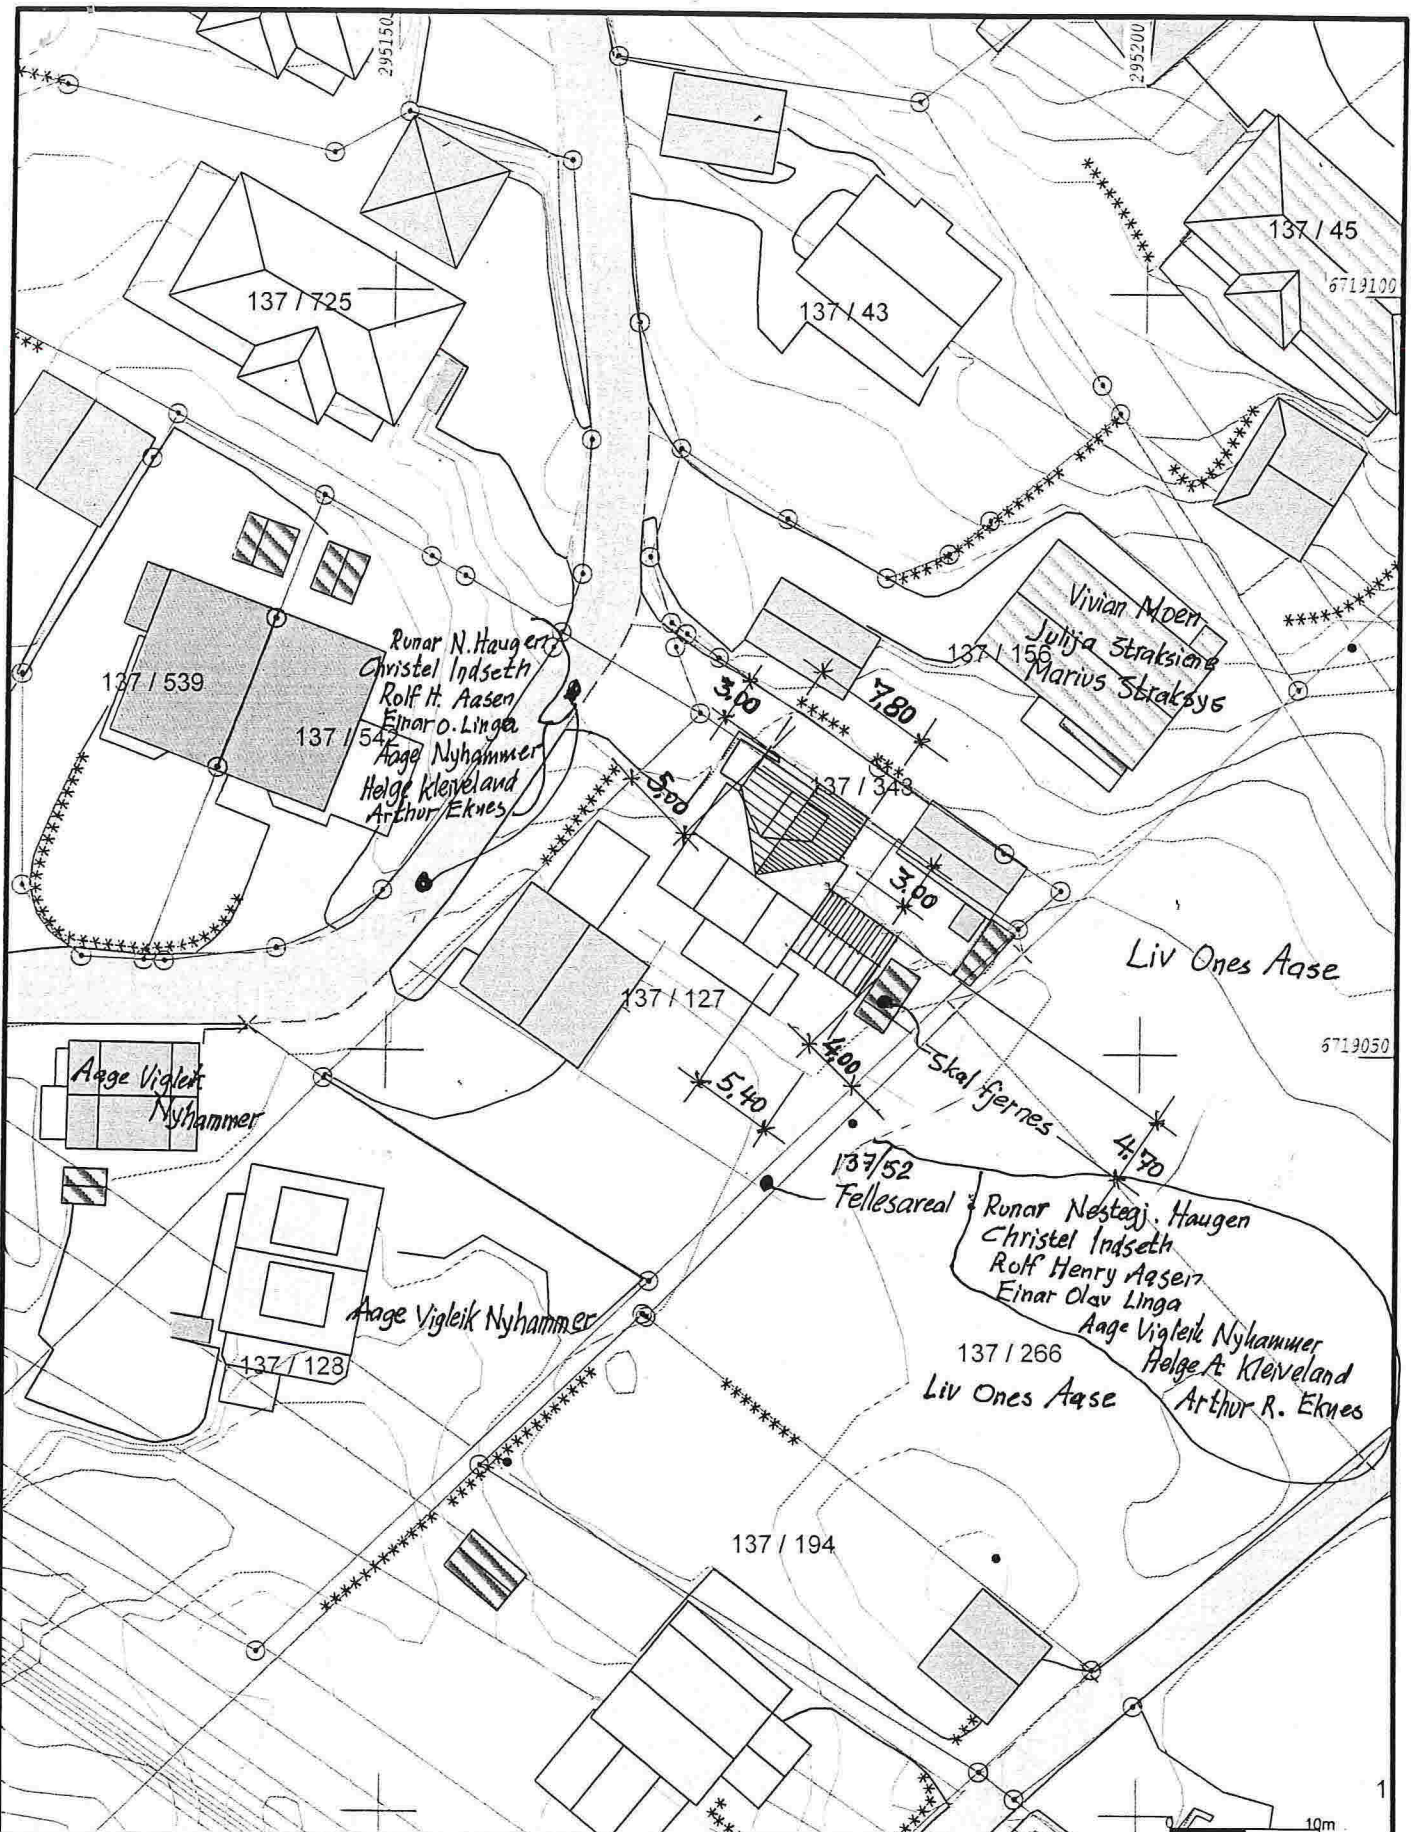 295150
295200
137 / 45
6719100
137 / 725
137 / 43
Vivian Moen
Julija Straksiene
137 / 156
Marius Straksys
Runar N. Haugen
Christel Indseth
Rolf H. Aasen
Einar O. Linga
Aage Nyhammer
Helge Kleiveland
Arthur Eknes
137 / 539
137 / 542
3,00
7,80
5,00
137 / 343
3,00
Liv Ones Aase
137 / 127
6719050
Aage Vigleik
Nyhammer
4,00
5,40
Skal fjernes
4,70
137/52
Fellesareal :
Runar Nestegj. Haugen
Christel Indseth
Rolf Henry Aasen
Einar Olav Linga
Aage Vigleik Nyhammer
Helge A. Kleiveland
Arthur R. Eknes
Aage Vigleik Nyhammer
137 / 128
137 / 266
Liv Ones Aase
137 / 194
1
0
10m